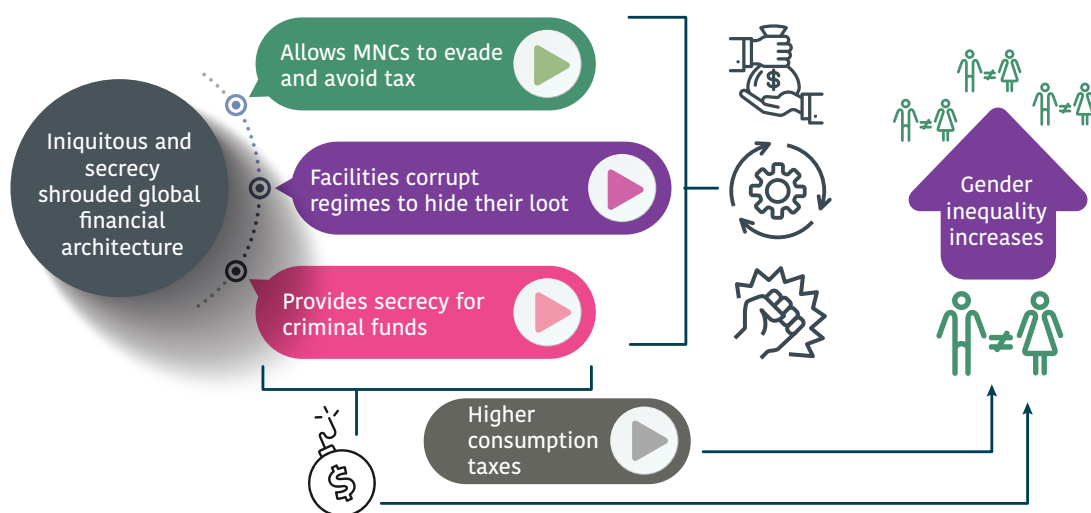 Iniquitous and
secrecy
shrouded global
financial
architecture
Allows MNCs to evade
and avoid tax
Facilities corrupt
regimes to hide their loot
Provides secrecy for
criminal funds
Higher
consumption
taxes
$
$
Gender
inequality
increases
≠
≠
≠
≠